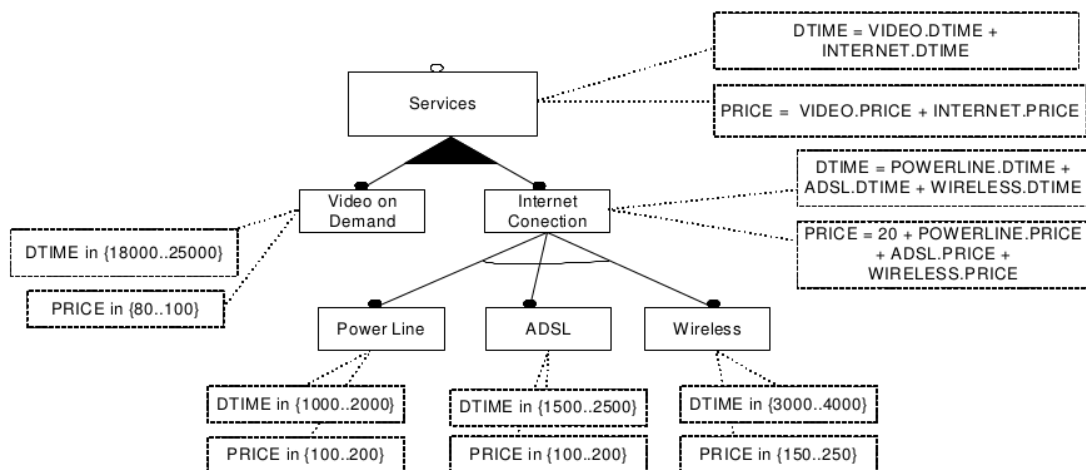 DTIME = VIDEO.DTIME +
INTERNET.DTIME
Services
PRICE = VIDEO.PRICE + INTERNET.PRICE
DTIME = POWERLINE.DTIME +
ADSL.DTIME + WIRELESS.DTIME
Video on
Demand
Internet
Conection
PRICE = 20 + POWERLINE.PRICE
+ ADSL.PRICE +
WIRELESS.PRICE
DTIME in {18000..25000}
PRICE in {80..100}
Power Line
ADSL
Wireless
DTIME in {1000..2000}
DTIME in {1500..2500}
DTIME in {3000..4000}
PRICE in {100..200}
PRICE in {100..200}
PRICE in {150..250}